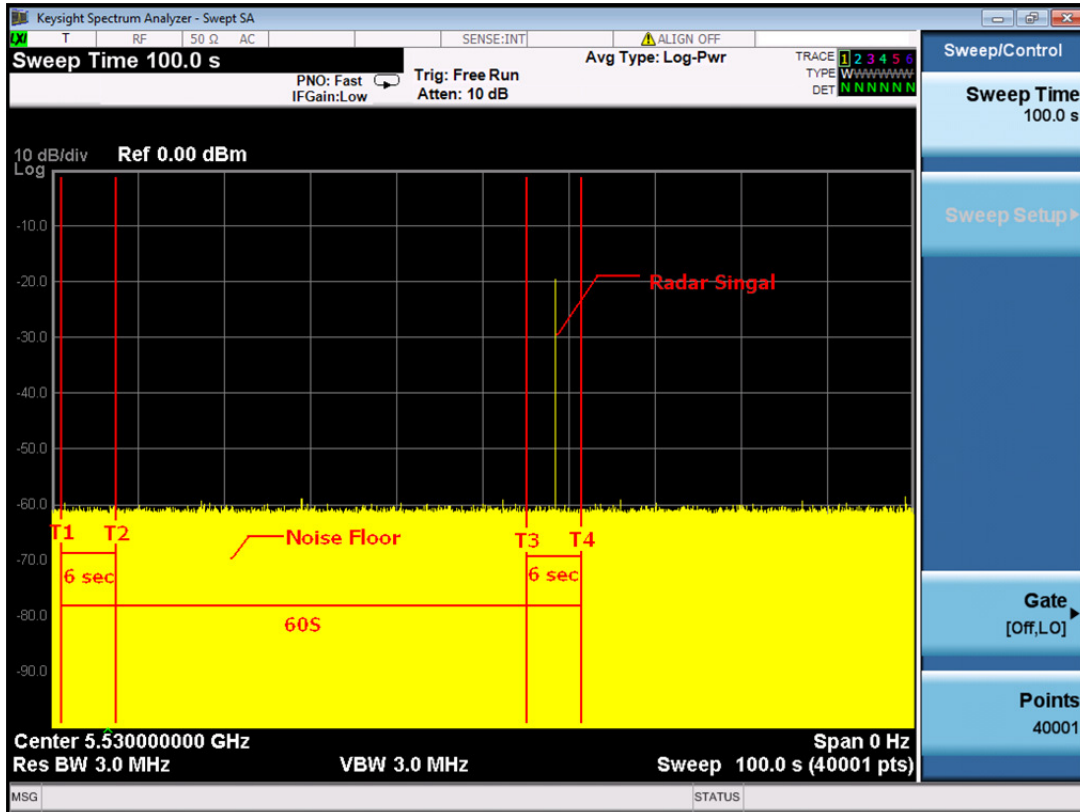 Keysight Spectrum Analyzer - Swept SA
LXI T RF 50 Ω AC SENSE:INT ALIGN OFF
Sweep Time 100.0 s
PNO: Fast
IFGain:Low
Trig: Free Run
Atten: 10 dB
Avg Type: Log-Pwr
TRACE 1 2 3 4 5 6
TYPE W WWWWWW
DET N N N N N N
10 dB/div Ref 0.00 dBm
Log
-10.0
-20.0
-30.0
-40.0
-50.0
-60.0
-70.0
-80.0
-90.0
Radar Singal
T1 T2 Noise Floor T3 T4
6 sec 6 sec
60S
Center 5.530000000 GHz Span 0 Hz
Res BW 3.0 MHz VBW 3.0 MHz Sweep 100.0 s (40001 pts)
MSG STATUS
Sweep/Control
Sweep Time
100.0 s
Sweep Setup
Gate
[Off,LO]
Points
40001